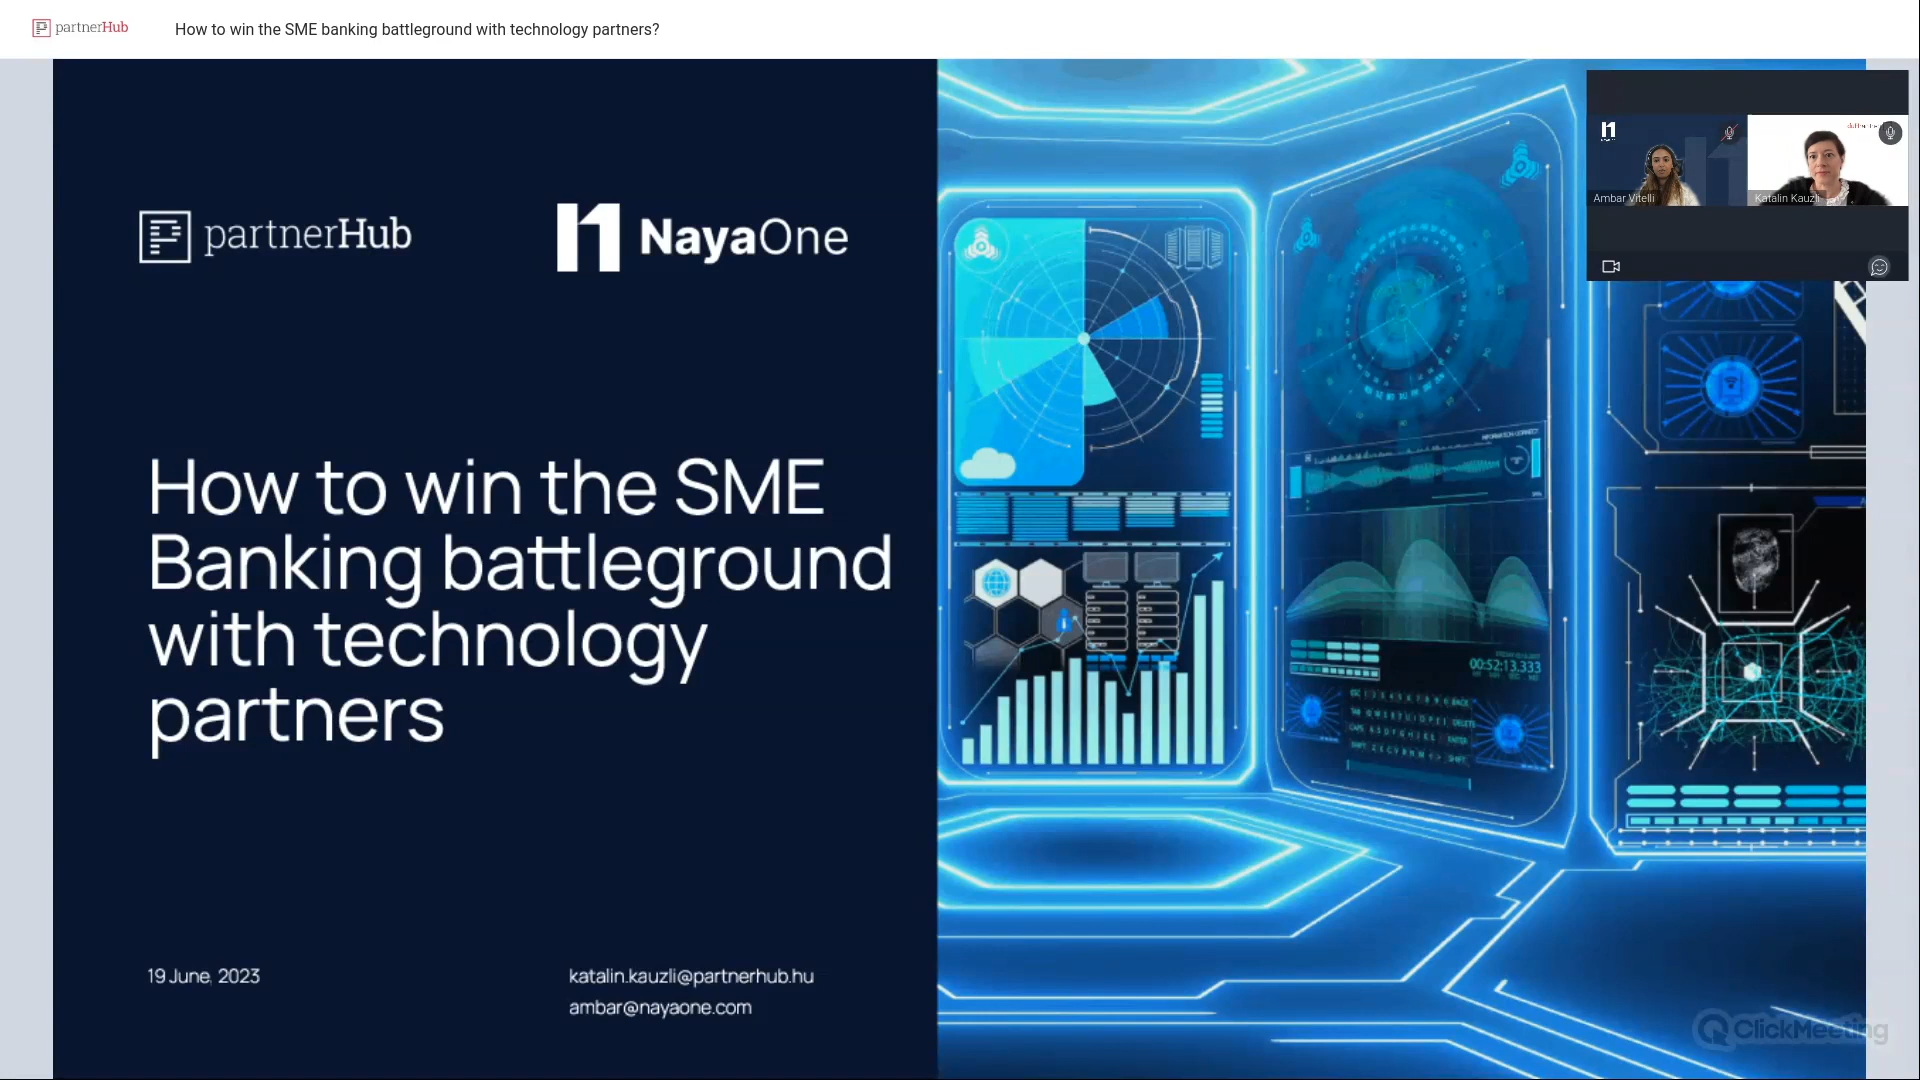 partnerHub
How to win the SME banking battleground with technology partners?
Ambar Vitelli
Katalin Kauzli
partnerHub
NayaOne
How to win the SME
Banking battleground
with technology
partners
00:52:13.333
19 June, 2023
katalin.kauzli@partnerhub.hu
ambar@nayaone.com
ClickMeeting